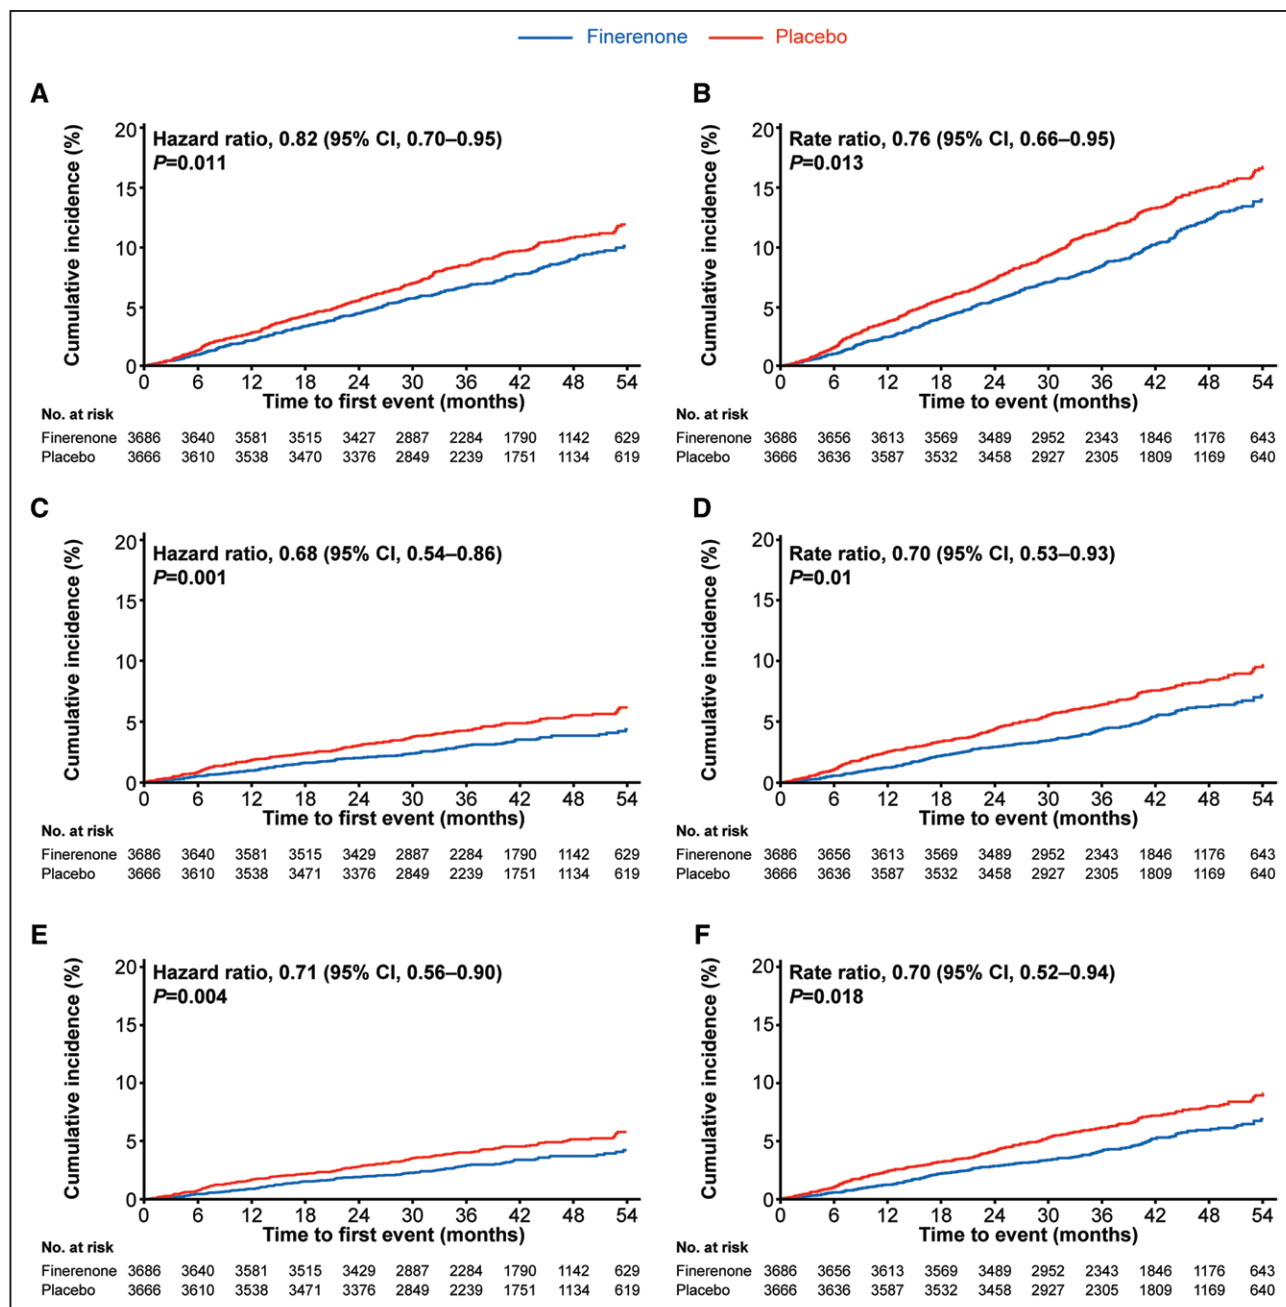 Finerenone Placebo
A
Cumulative incidence (%)
20
15
10
5
0
Hazard ratio, 0.82 (95% CI, 0.70–0.95)
P=0.011
0 6 12 18 24 30 36 42 48 54
Time to first event (months)
No. at risk
Finerenone 3686 3640 3581 3515 3427 2887 2284 1790 1142 629
Placebo 3666 3610 3538 3470 3376 2849 2239 1751 1134 619
B
Cumulative incidence (%)
20
15
10
5
0
Rate ratio, 0.76 (95% CI, 0.66–0.95)
P=0.013
0 6 12 18 24 30 36 42 48 54
Time to event (months)
No. at risk
Finerenone 3686 3656 3613 3569 3489 2952 2343 1846 1176 643
Placebo 3666 3636 3587 3532 3458 2927 2305 1809 1169 640
C
Cumulative incidence (%)
20
15
10
5
0
Hazard ratio, 0.68 (95% CI, 0.54–0.86)
P=0.001
0 6 12 18 24 30 36 42 48 54
Time to first event (months)
No. at risk
Finerenone 3686 3640 3581 3515 3429 2887 2284 1790 1142 629
Placebo 3666 3610 3538 3471 3376 2849 2239 1751 1134 619
D
Cumulative incidence (%)
20
15
10
5
0
Rate ratio, 0.70 (95% CI, 0.53–0.93)
P=0.01
0 6 12 18 24 30 36 42 48 54
Time to event (months)
No. at risk
Finerenone 3686 3656 3613 3569 3489 2952 2343 1846 1176 643
Placebo 3666 3636 3587 3532 3458 2927 2305 1809 1169 640
E
Cumulative incidence (%)
20
15
10
5
0
Hazard ratio, 0.71 (95% CI, 0.56–0.90)
P=0.004
0 6 12 18 24 30 36 42 48 54
Time to first event (months)
No. at risk
Finerenone 3686 3640 3581 3515 3429 2887 2284 1790 1142 629
Placebo 3666 3610 3538 3471 3376 2849 2239 1751 1134 619
F
Cumulative incidence (%)
20
15
10
5
0
Rate ratio, 0.70 (95% CI, 0.52–0.94)
P=0.018
0 6 12 18 24 30 36 42 48 54
Time to event (months)
No. at risk
Finerenone 3686 3656 3613 3569 3489 2952 2343 1846 1176 643
Placebo 3666 3636 3587 3532 3458 2927 2305 1809 1169 640